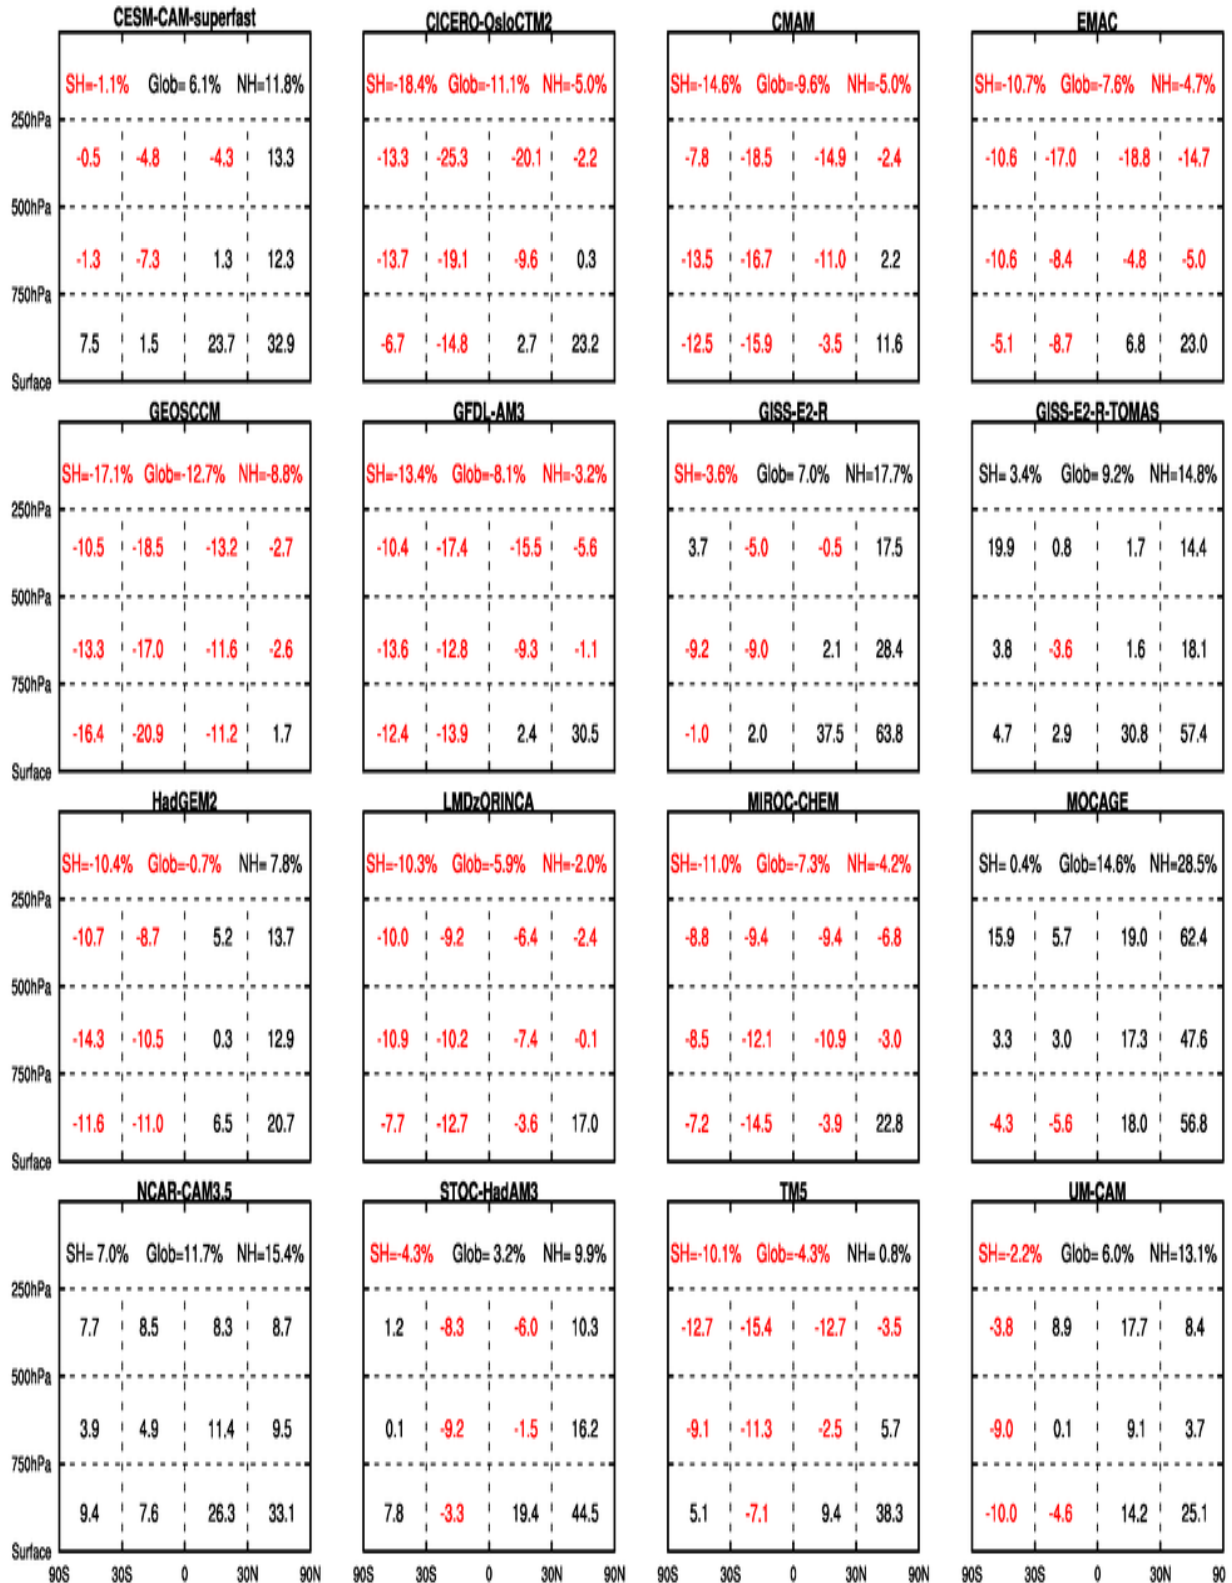 CESM-CAM-superfast CICERO-OsloCTM2 CMAM EMAC
SH=-1.1% Glob= 6.1% NH=11.8% SH=-18.4% Glob=-11.1% NH=-5.0% SH=-14.6% Glob=-9.6% NH=-5.0% SH=-10.7% Glob=-7.6% NH=-4.7%
250hPa
-0.5 -4.8 -4.3 13.3 -13.3 -25.3 -20.1 -2.2 -7.8 -18.5 -14.9 -2.4 -10.6 -17.0 -18.8 -14.7
500hPa
-1.3 -7.3 1.3 12.3 -13.7 -19.1 -9.6 0.3 -13.5 -16.7 -11.0 2.2 -10.6 -8.4 -4.8 -5.0
750hPa
7.5 1.5 23.7 32.9 -6.7 -14.8 2.7 23.2 -12.5 -15.9 -3.5 11.6 -5.1 -8.7 6.8 23.0
Surface
GEOSCCM GFDL-AM3 GISS-E2-R GISS-E2-R-TOMAS
SH=-17.1% Glob=-12.7% NH=-8.8% SH=-13.4% Glob=-8.1% NH=-3.2% SH=-3.6% Glob= 7.0% NH=17.7% SH= 3.4% Glob= 9.2% NH=14.8%
250hPa
-10.5 -18.5 -13.2 -2.7 -10.4 -17.4 -15.5 -5.6 3.7 -5.0 -0.5 17.5 19.9 0.8 1.7 14.4
500hPa
-13.3 -17.0 -11.6 -2.6 -13.6 -12.8 -9.3 -1.1 -9.2 -9.0 2.1 28.4 3.8 -3.6 1.6 18.1
750hPa
-16.4 -20.9 -11.2 1.7 -12.4 -13.9 2.4 30.5 -1.0 2.0 37.5 63.8 4.7 2.9 30.8 57.4
Surface
HadGEM2 LMDzORINCA MIROC-CHEM MOCAGE
SH=-10.4% Glob=-0.7% NH= 7.8% SH=-10.3% Glob=-5.9% NH=-2.0% SH=-11.0% Glob=-7.3% NH=-4.2% SH= 0.4% Glob=14.6% NH=28.5%
250hPa
-10.7 -8.7 5.2 13.7 -10.0 -9.2 -6.4 -2.4 -8.8 -9.4 -9.4 -6.8 15.9 5.7 19.0 62.4
500hPa
-14.3 -10.5 0.3 12.9 -10.9 -10.2 -7.4 -0.1 -8.5 -12.1 -10.9 -3.0 3.3 3.0 17.3 47.6
750hPa
-11.6 -11.0 6.5 20.7 -7.7 -12.7 -3.6 17.0 -7.2 -14.5 -3.9 22.8 -4.3 -5.6 18.0 56.8
Surface
NCAR-CAM3.5 STOC-HadAM3 TM5 UM-CAM
SH= 7.0% Glob=11.7% NH=15.4% SH=-4.3% Glob= 3.2% NH= 9.9% SH=-10.1% Glob=-4.3% NH= 0.8% SH=-2.2% Glob= 6.0% NH=13.1%
250hPa
7.7 8.5 8.3 8.7 1.2 -8.3 -6.0 10.3 -12.7 -15.4 -12.7 -3.5 -3.8 8.9 17.7 8.4
500hPa
3.9 4.9 11.4 9.5 0.1 -9.2 -1.5 16.2 -9.1 -11.3 -2.5 5.7 -9.0 0.1 9.1 3.7
750hPa
9.4 7.6 26.3 33.1 7.8 -3.3 19.4 44.5 5.1 -7.1 9.4 38.3 -10.0 -4.6 14.2 25.1
Surface
90S 30S 0 30N 90N 90S 30S 0 30N 90N 90S 30S 0 30N 90N 90S 30S 0 30N 90